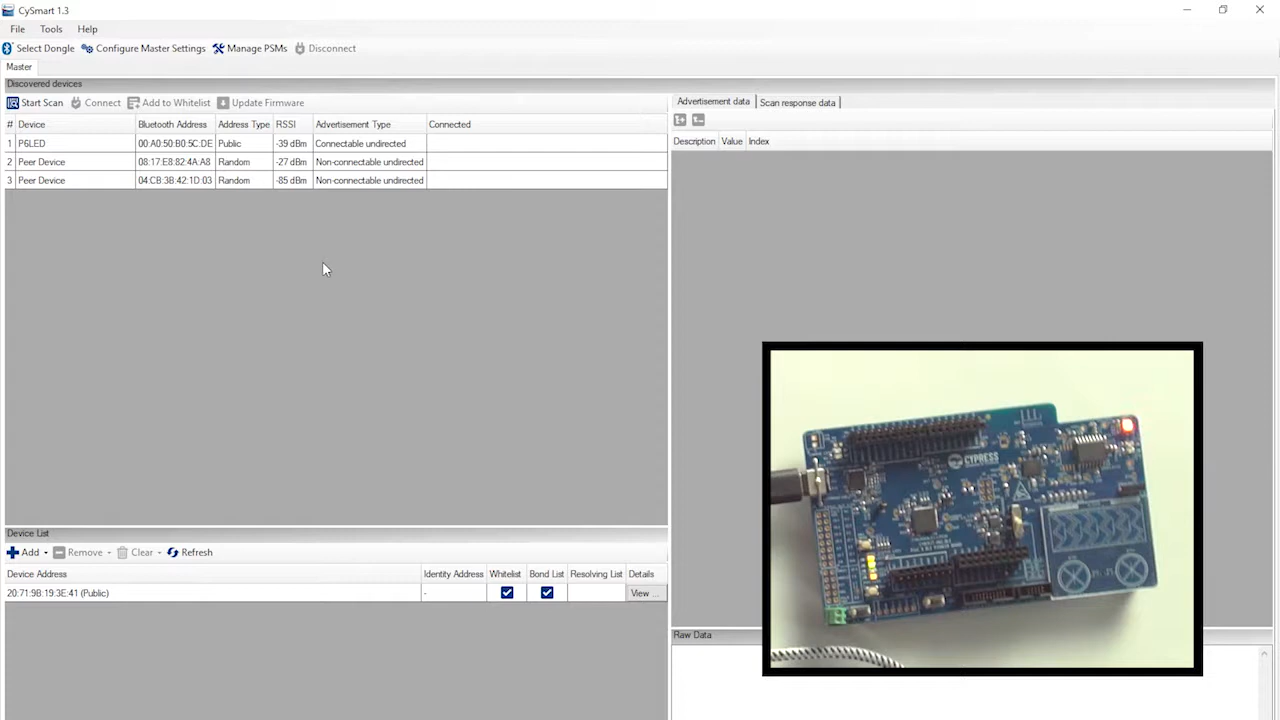 CySmart 1.3
File Tools Help
Select Dongle Configure Master Settings Manage PSMs Disconnect
Master
Discovered devices
Start Scan Connect Add to Whitelist Update Firmware
# Device Bluetooth Address Address Type RSSI Advertisement Type Connected
1 P6LED 00:A0:50:B0:5C:DE Public -39 dBm Connectable undirected
2 Peer Device 08:17:E8:82:4A:A8 Random -27 dBm Non-connectable undirected
3 Peer Device 04:CB:3B:42:1D:03 Random -85 dBm Non-connectable undirected
Advertisement data Scan response data
Description Value Index
CYPRESS
Device List
Add Remove Clear Refresh
Device Address Identity Address Whitelist Bond List Resolving List Details
20:71:9B:19:3E:41 (Public) - View ...
Raw Data